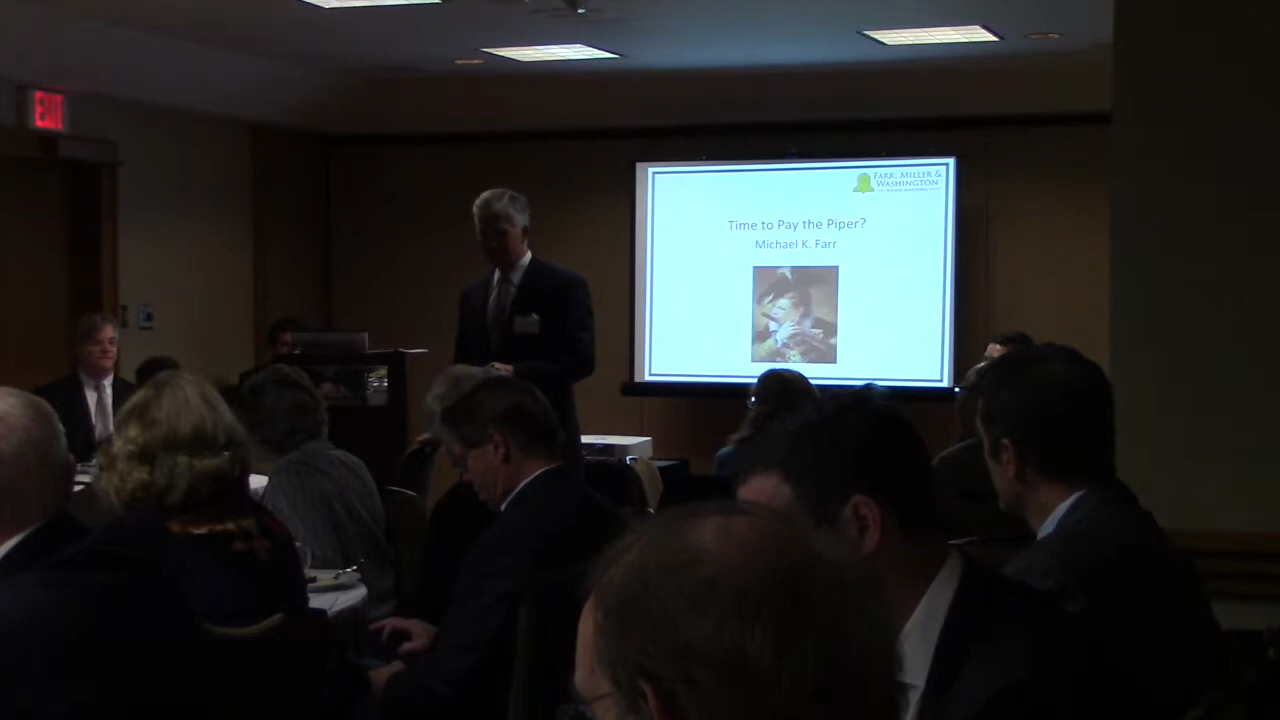 EXIT
FARR, MILLER &
WASHINGTON
Time to Pay the Piper?
Michael K. Farr